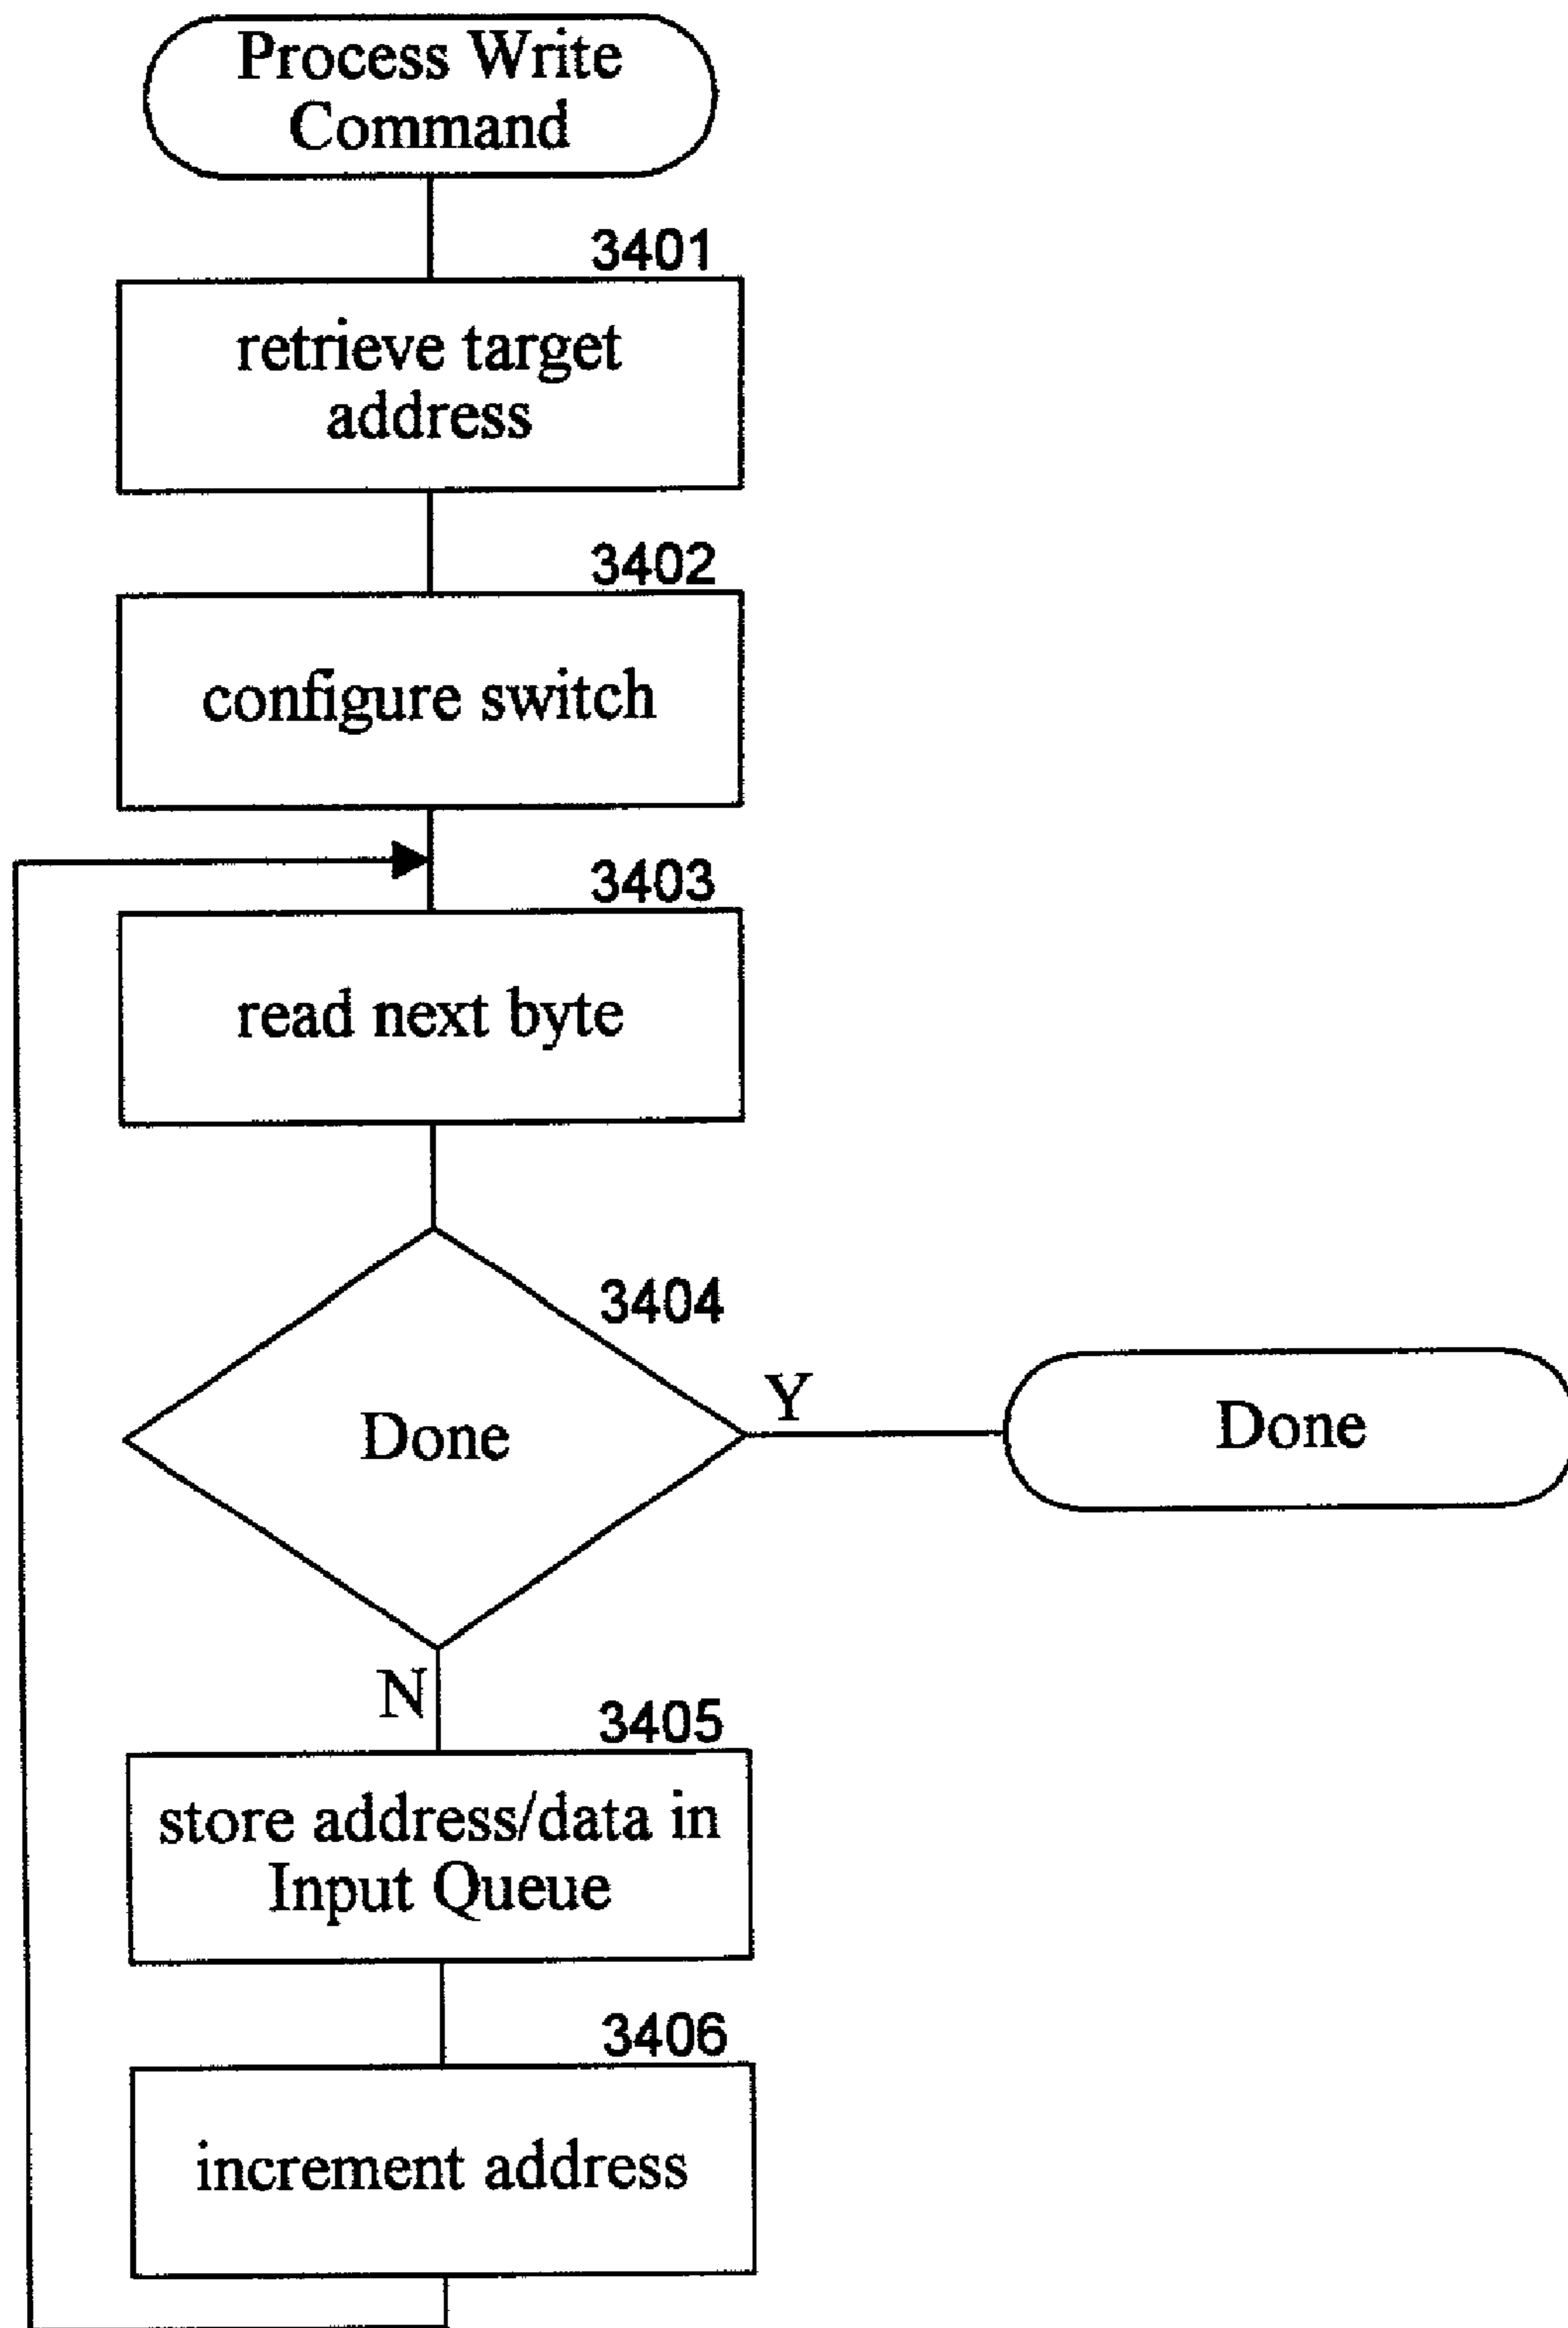 Process Write
Command
3401
retrieve target
address
3402
configure switch
3403
read next byte
3404
Done
Y
Done
N
3405
store address/data in
Input Queue
3406
increment address